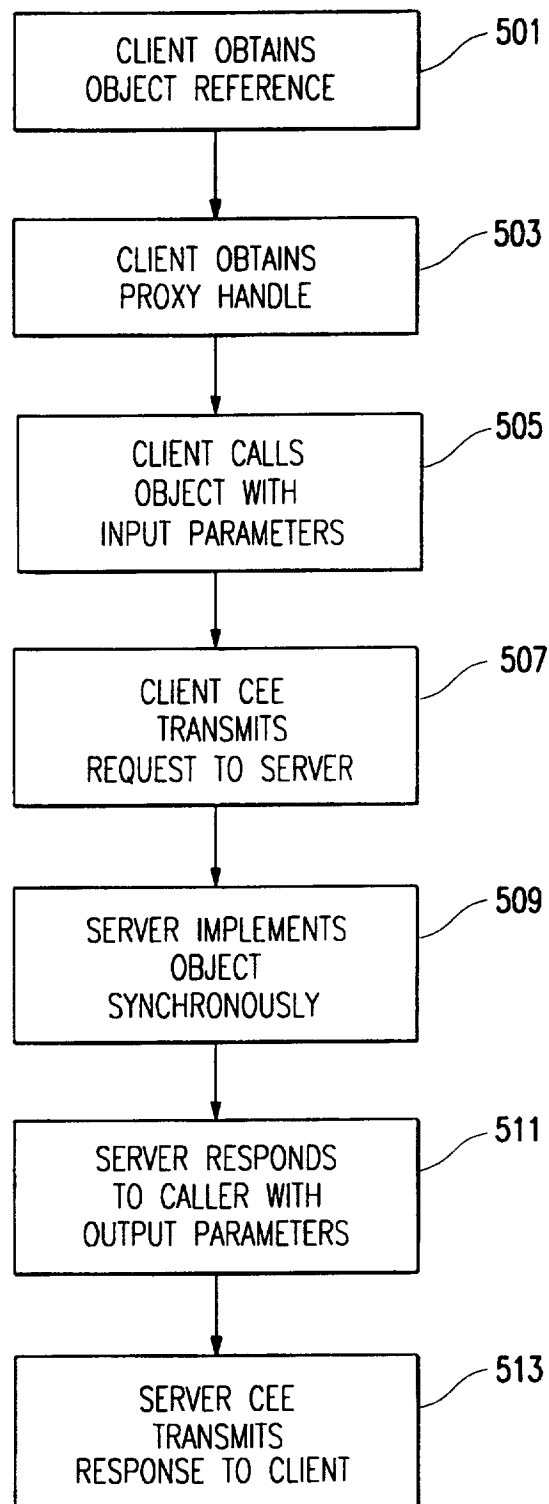 CLIENT OBTAINS
OBJECT REFERENCE
501
CLIENT OBTAINS
PROXY HANDLE
503
CLIENT CALLS
OBJECT WITH
INPUT PARAMETERS
505
CLIENT CEE
TRANSMITS
REQUEST TO SERVER
507
SERVER IMPLEMENTS
OBJECT
SYNCHRONOUSLY
509
SERVER RESPONDS
TO CALLER WITH
OUTPUT PARAMETERS
511
SERVER CEE
TRANSMITS
RESPONSE TO CLIENT
513